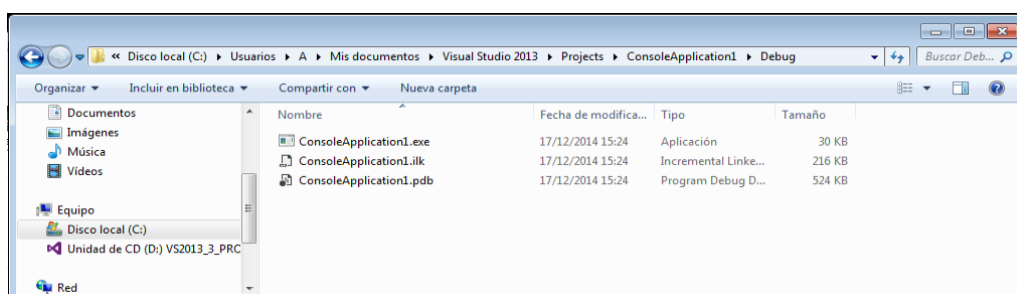 « Disco local (C:) ▸ Usuarios ▸ A ▸ Mis documentos ▸ Visual Studio 2013 ▸ Projects ▸ ConsoleApplication1 ▸ Debug
Buscar Deb...
Organizar Incluir en biblioteca Compartir con Nueva carpeta
Documentos
Imágenes
Música
Vídeos
Equipo
Disco local (C:)
Unidad de CD (D:) VS2013_3_PRC
Red
Nombre Fecha de modifica... Tipo Tamaño
ConsoleApplication1.exe 17/12/2014 15:24 Aplicación 30 KB
ConsoleApplication1.ilk 17/12/2014 15:24 Incremental Linke... 216 KB
ConsoleApplication1.pdb 17/12/2014 15:24 Program Debug D... 524 KB